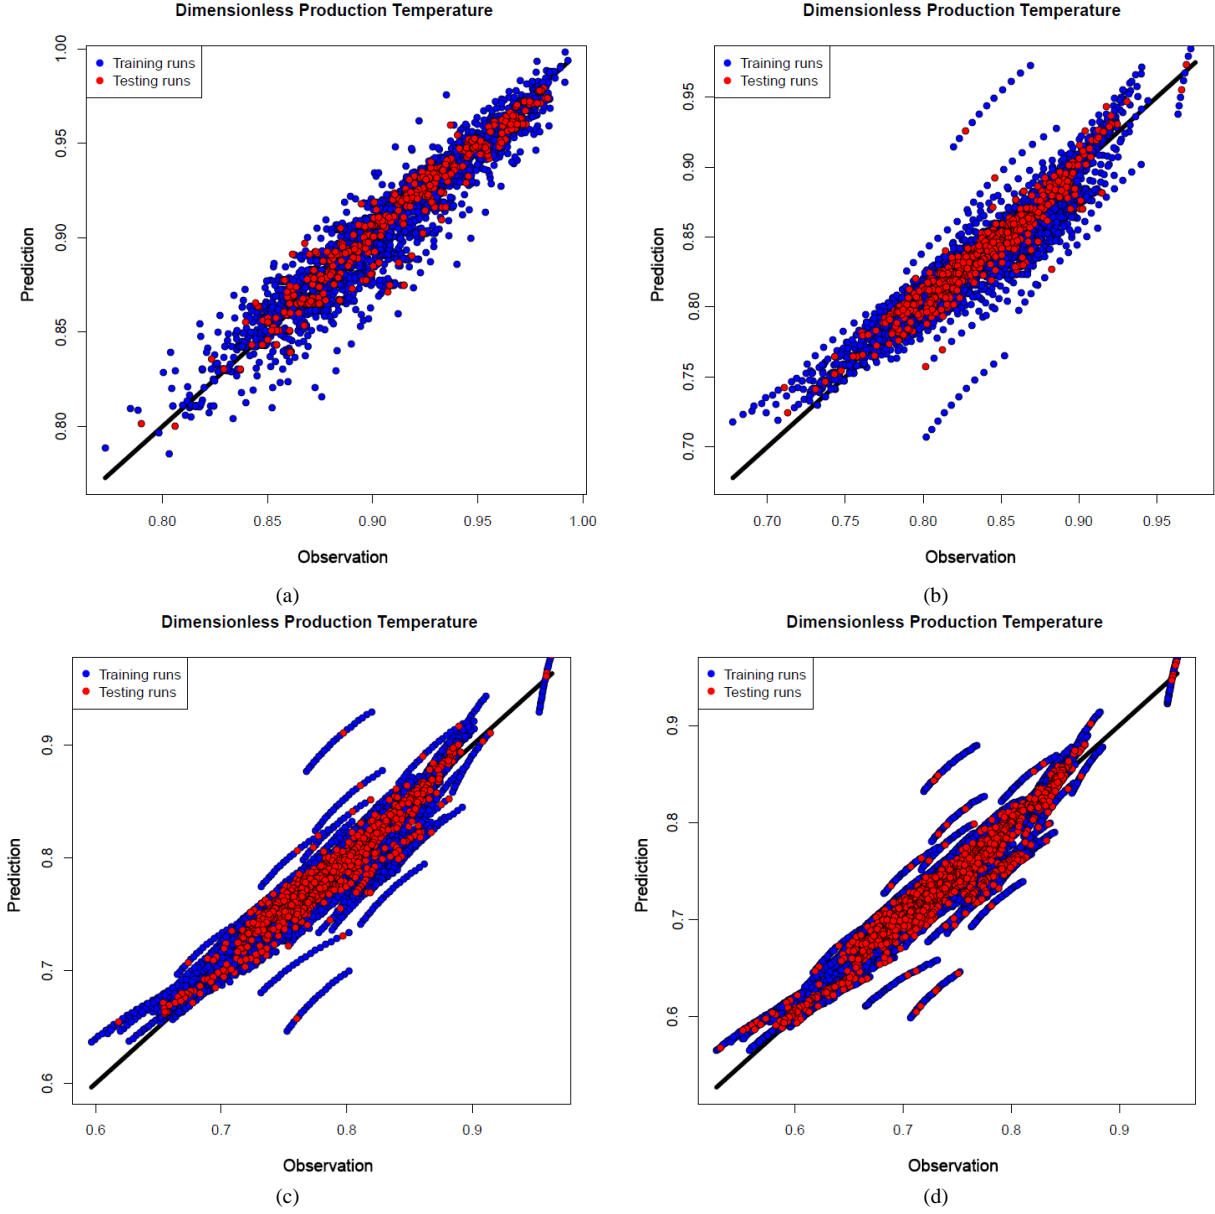 Dimensionless Production Temperature
Training runs
Testing runs
1.00
0.95
0.90
0.85
0.80
Prediction
0.80 0.85 0.90 0.95 1.00
Observation
(a)
Dimensionless Production Temperature
Training runs
Testing runs
0.95
0.90
0.85
0.80
0.75
0.70
Prediction
0.70 0.75 0.80 0.85 0.90 0.95
Observation
(b)
Dimensionless Production Temperature
Training runs
Testing runs
0.9
0.8
0.7
0.6
Prediction
0.6 0.7 0.8 0.9
Observation
(c)
Dimensionless Production Temperature
Training runs
Testing runs
0.9
0.8
0.7
0.6
Prediction
0.6 0.7 0.8 0.9
Observation
(d)